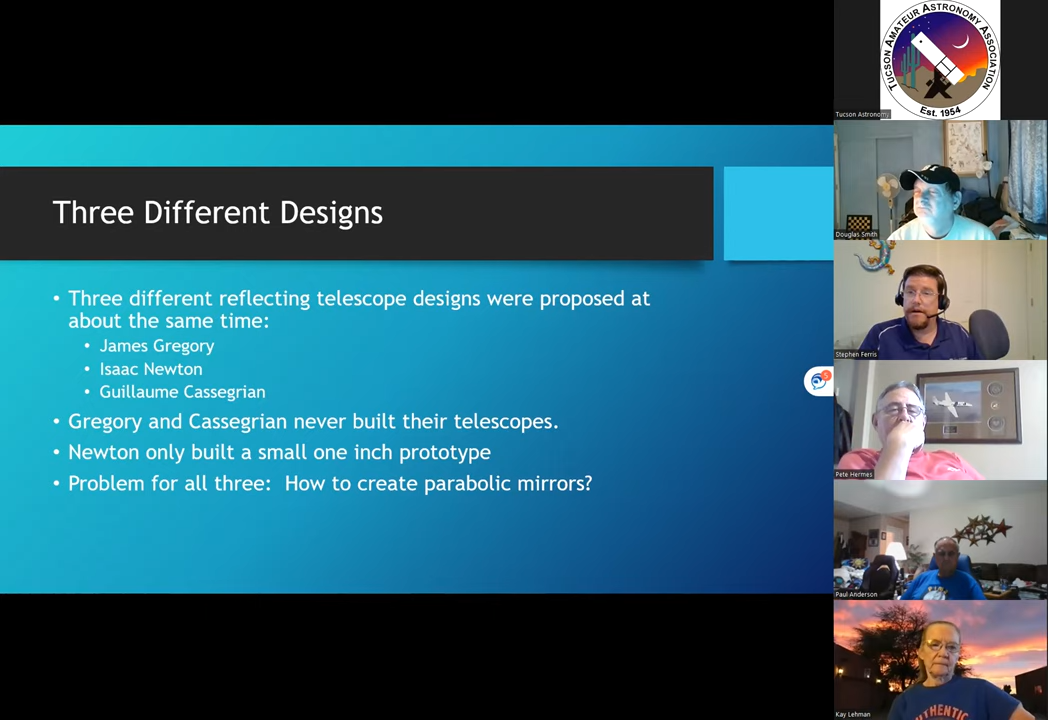 Three Different Designs
• Three different reflecting telescope designs were proposed at
about the same time:
• James Gregory
• Isaac Newton
• Guillaume Cassegrian
• Gregory and Cassegrian never built their telescopes.
• Newton only built a small one inch prototype
• Problem for all three: How to create parabolic mirrors?
TUCSON AMATEUR ASTRONOMY ASSOCIATION
Est. 1954
Tucson Astronomy
Douglas Smith
Stephen Ferris
Pete Hermes
Paul Anderson
AUTHENTIC
Kay Lehman